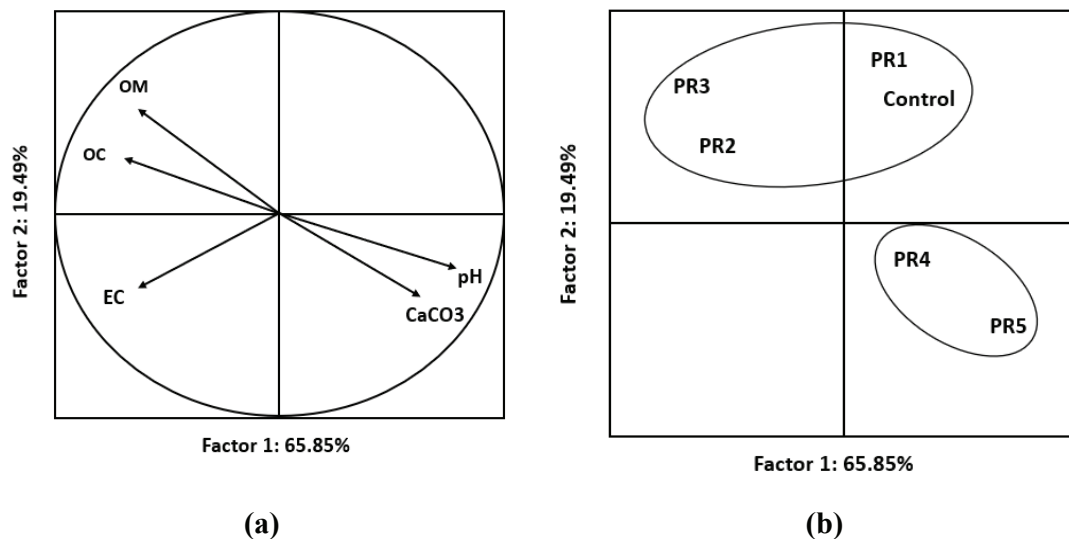 OM
OC
EC
pH
CaCO3
Factor 2: 19.49%
Factor 1: 65.85%
(a)
PR1
PR3
Control
PR2
PR4
PR5
Factor 2: 19.49%
Factor 1: 65.85%
(b)